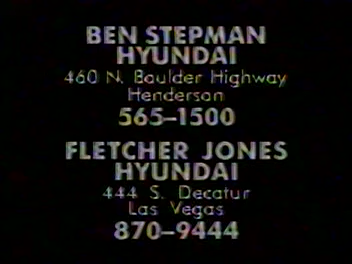 BEN STEPMAN
HYUNDAI
460 N. Boulder Highway
Henderson
565-1500
FLETCHER JONES
HYUNDAI
444 S. Decatur
Las Vegas
870-9444